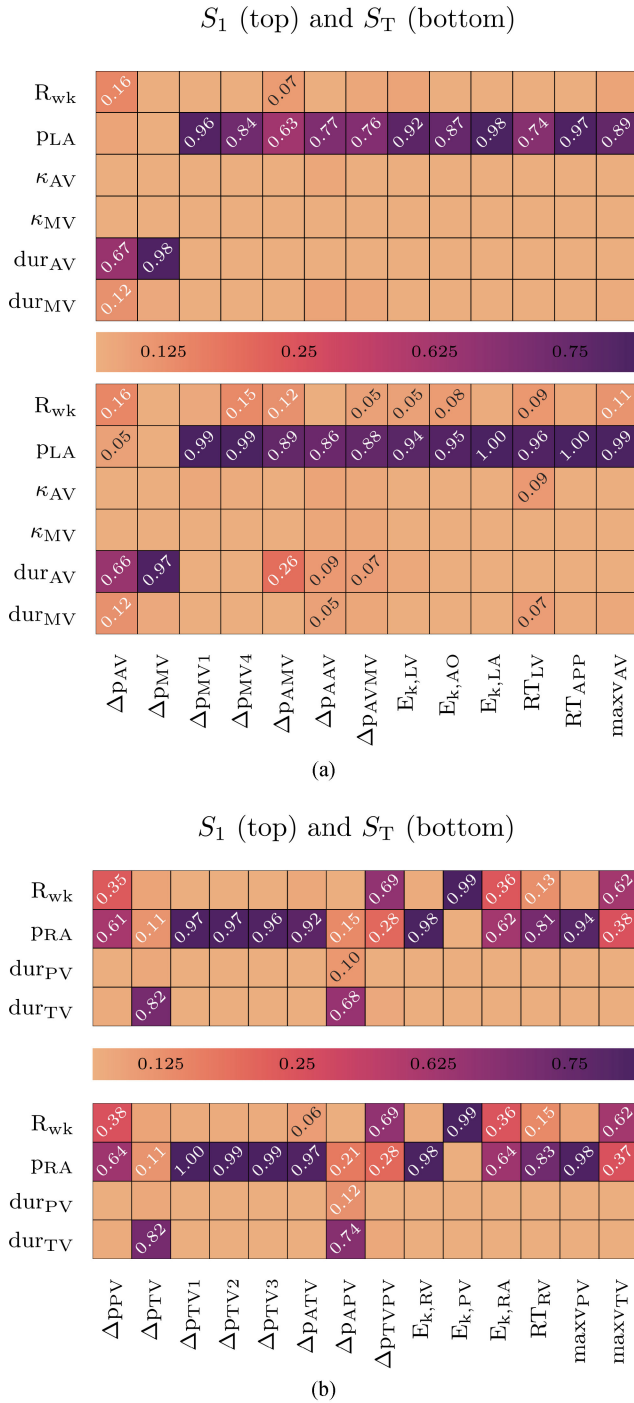 S1 (top) and ST (bottom)
Rwk 0.16 0.07
pLA 0.96 0.84 0.63 0.77 0.76 0.92 0.87 0.98 0.74 0.97 0.89
κAV
κMV
durAV 0.67 0.98
durMV 0.12
0.125 0.25 0.625 0.75
Rwk 0.16 0.15 0.12 0.05 0.05 0.08 0.09 0.11
pLA 0.05 0.99 0.99 0.89 0.86 0.88 0.94 0.95 1.00 0.96 1.00 0.99
κAV 0.09
κMV
durAV 0.66 0.97 0.26 0.09 0.07
durMV 0.12 0.05 0.07
ΔpAV ΔpMV ΔpMV1 ΔpMV4 ΔpAMV ΔpAAV ΔpAVMV Ek,LV Ek,AO Ek,LA RTLV RTAPP maxvAV
(a)
S1 (top) and ST (bottom)
Rwk 0.35 0.69 0.99 0.36 0.13 0.62
pRA 0.61 0.11 0.97 0.97 0.96 0.92 0.15 0.28 0.98 0.62 0.81 0.94 0.38
durPV 0.10
durTV 0.82 0.68
0.125 0.25 0.625 0.75
Rwk 0.38 0.06 0.69 0.99 0.36 0.15 0.62
pRA 0.64 0.11 1.00 0.99 0.99 0.97 0.21 0.28 0.98 0.64 0.83 0.98 0.37
durPV 0.12
durTV 0.82 0.74
ΔpPV ΔpTV ΔpTV1 ΔpTV2 ΔpTV3 ΔpATV ΔpAPV ΔpTVPV Ek,RV Ek,PV Ek,RA RTRV maxvPV maxvTV
(b)